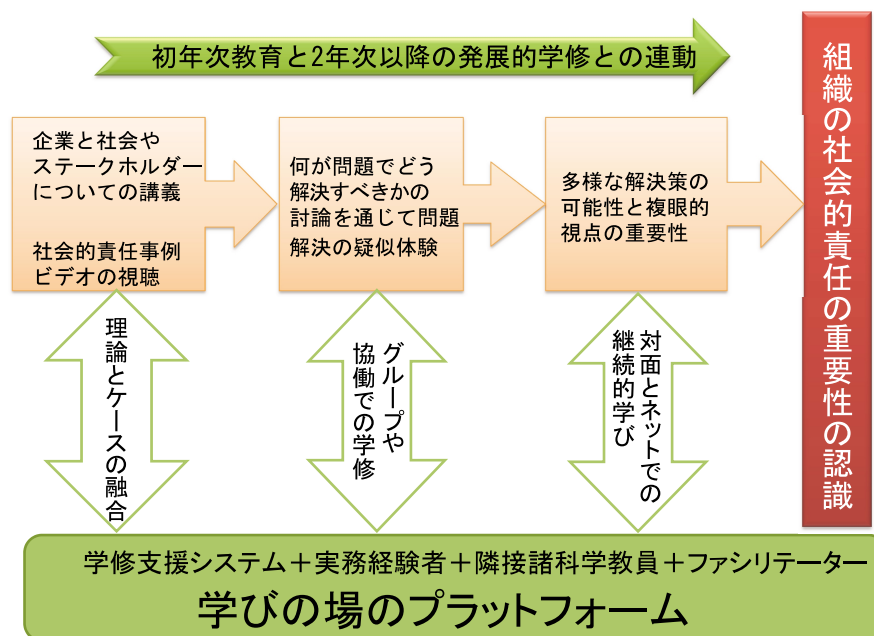 初年次教育と2年次以降の発展的学修との連動
企業と社会や
ステークホルダー
についての講義
社会的責任事例
ビデオの視聴
何が問題でどう
解決すべきかの
討論を通じて問題
解決の疑似体験
多様な解決策の
可能性と複眼的
視点の重要性
組織の社会的責任の重要性の認識
理論とケースの融合
グループや
協働での学修
対面とネットでの
継続的学び
学修支援システム＋実務経験者＋隣接諸科学教員＋ファシリテーター
学びの場のプラットフォーム